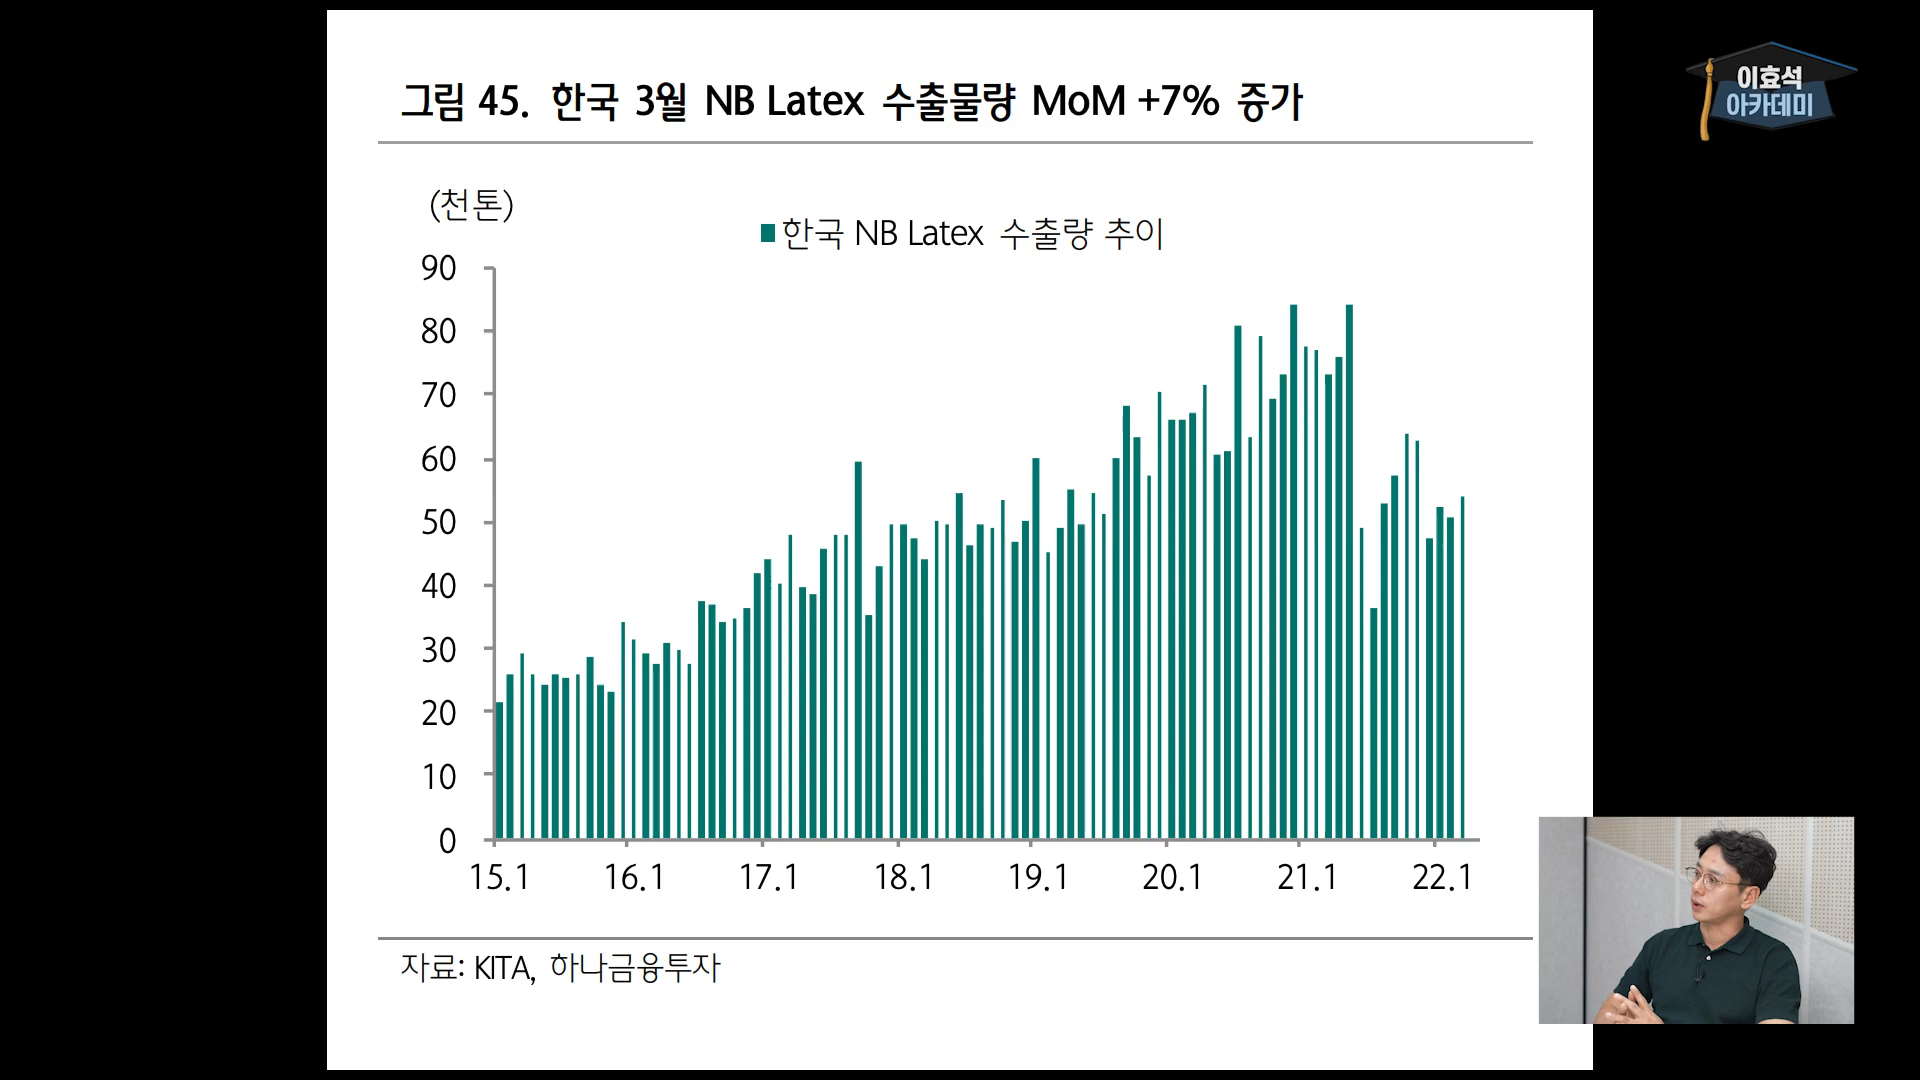 그림 45. 한국 3월 NB Latex 수출물량 MoM +7% 증가
이효석
아카데미
(천톤)
한국 NB Latex 수출량 추이
90
80
70
60
50
40
30
20
10
0
15.1 16.1 17.1 18.1 19.1 20.1 21.1 22.1
자료: KITA, 하나금융투자